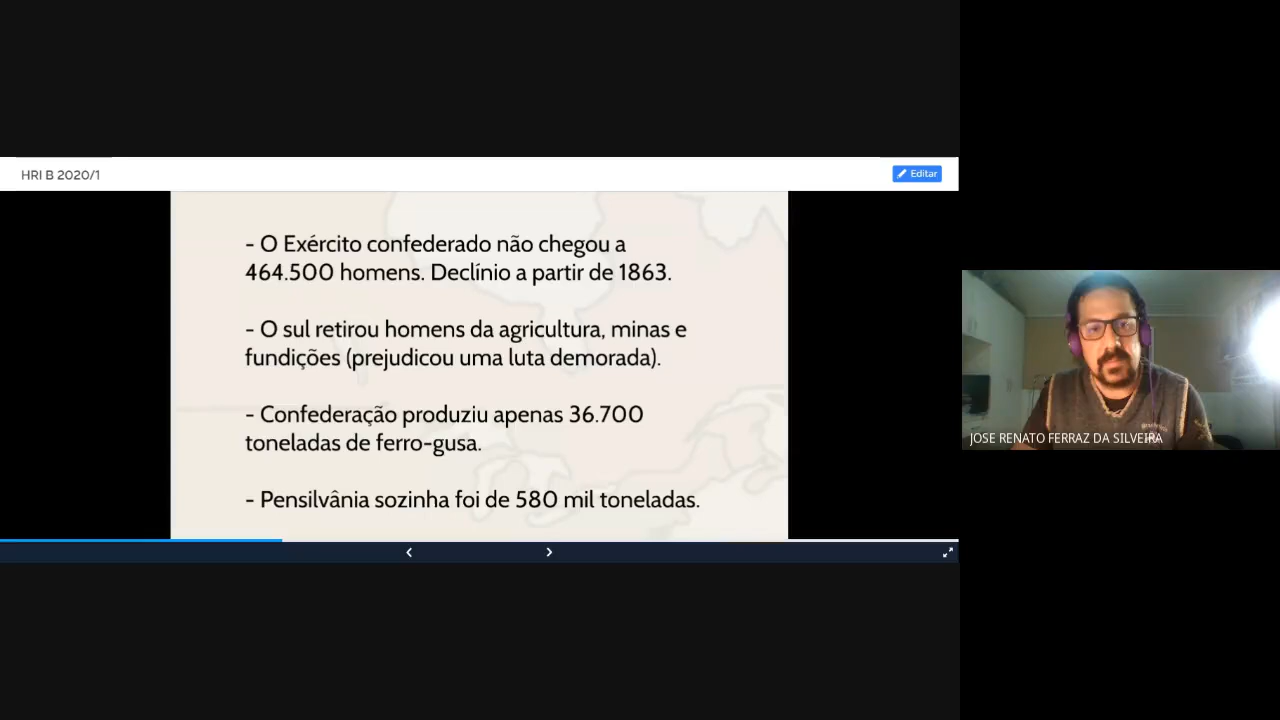 HRI B 2020/1
Editar
- O Exército confederado não chegou a
464.500 homens. Declínio a partir de 1863.
- O sul retirou homens da agricultura, minas e
fundições (prejudicou uma luta demorada).
- Confederação produziu apenas 36.700
toneladas de ferro-gusa.
- Pensilvânia sozinha foi de 580 mil toneladas.
JOSE RENATO FERRAZ DA SILVEIRA